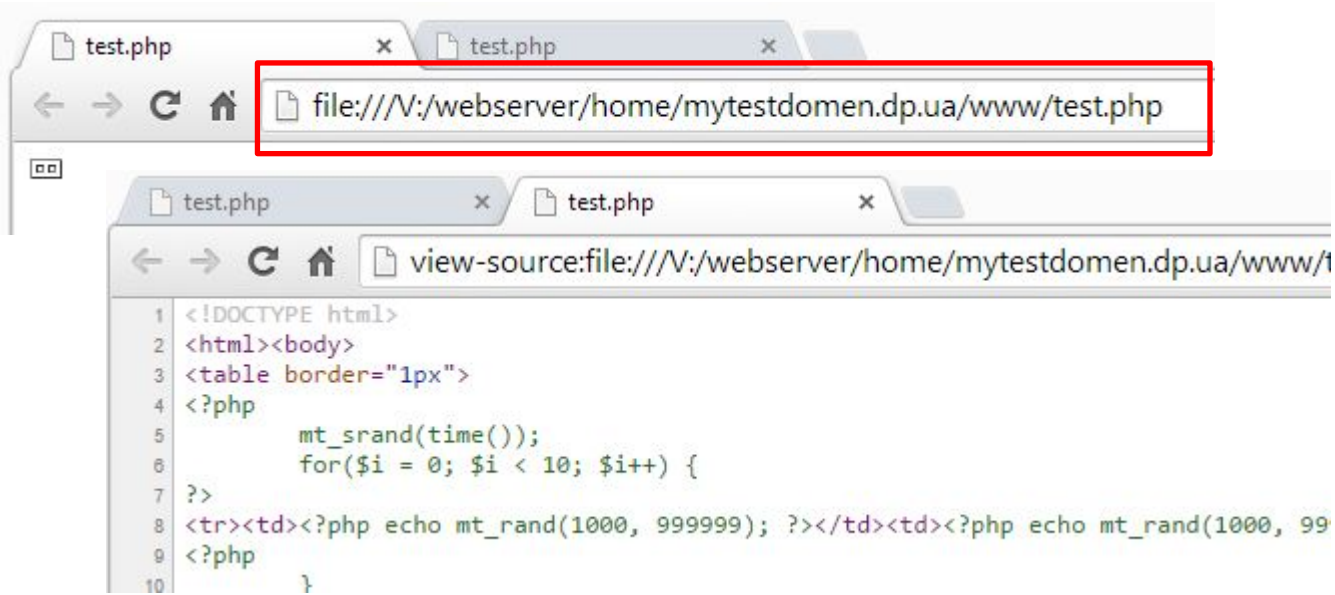 test.php
test.php
file:///V:/webserver/home/mytestdomen.dp.ua/www/test.php
test.php
test.php
view-source:file:///V:/webserver/home/mytestdomen.dp.ua/www/
1 <!DOCTYPE html>
2 <html><body>
3 <table border="1px">
4 <?php
5 mt_srand(time());
6 for($i = 0; $i < 10; $i++) {
7 ?>
8 <tr><td><?php echo mt_rand(1000, 999999); ?></td><td><?php echo mt_rand(1000, 99
9 <?php
10 }